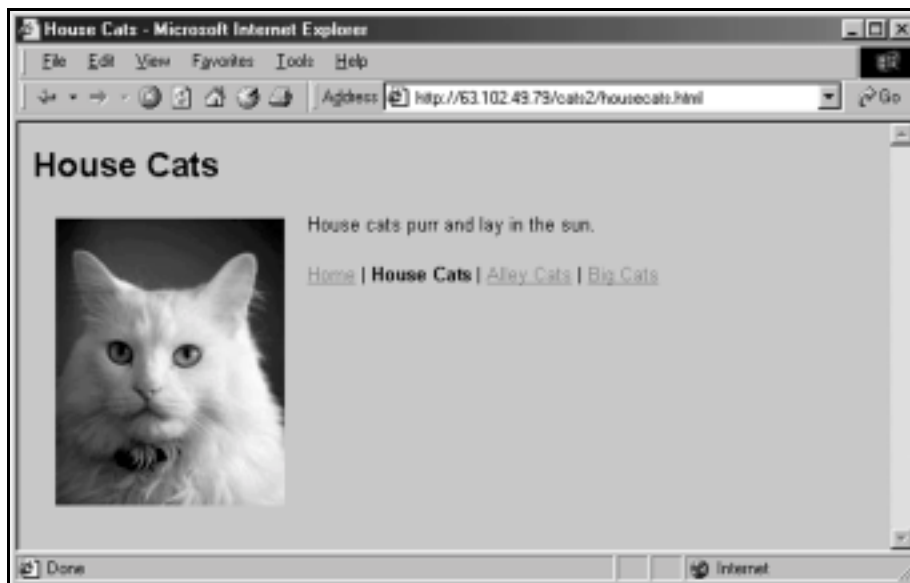 House Cats - Microsoft Internet Explorer
File Edit View Favorites Tools Help
Address http://63.102.49.79/cats2/housecats.html Go
House Cats
House cats purr and lay in the sun.
Home | House Cats | Alley Cats | Big Cats
Done Internet